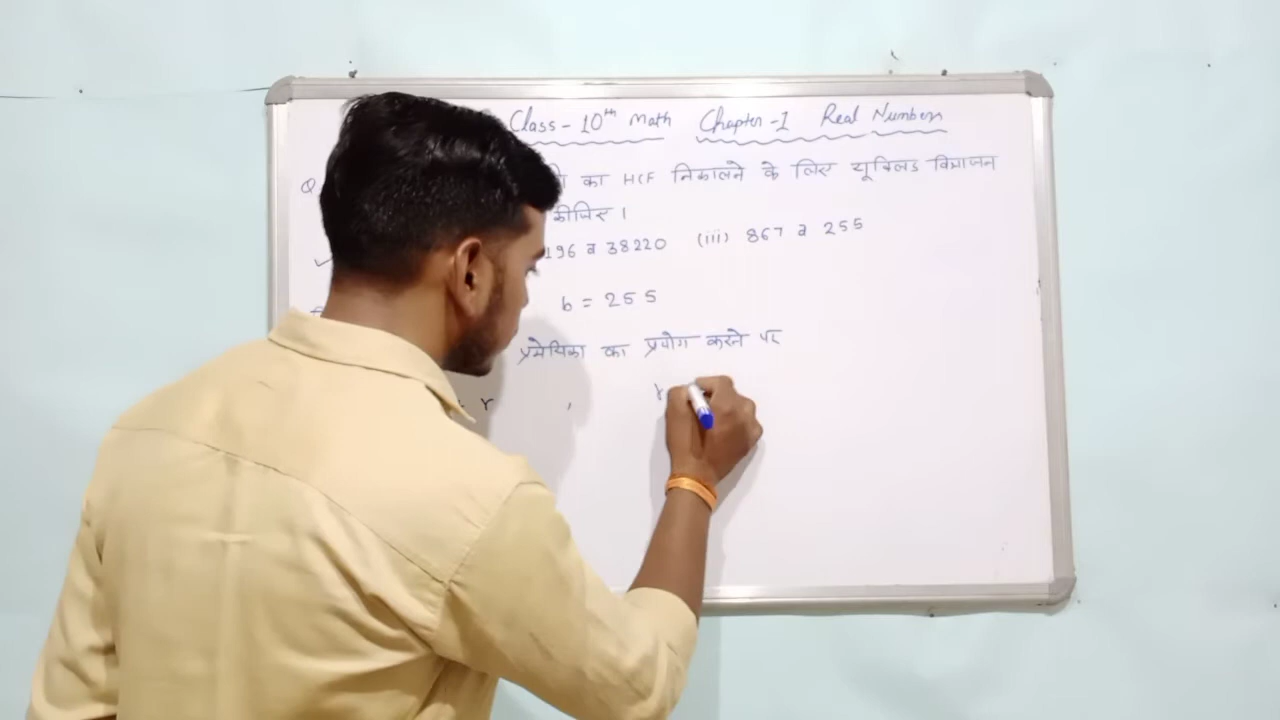 Class - 10th Math Chapter - 1 Real Numbers
Q का HCF निकालने के लिए यूक्लिड विभाजन
कीजिए ।
196 व 38220 (iii) 867 व 255
b = 255
प्रमेयिका का प्रयोग करने पर
r , r